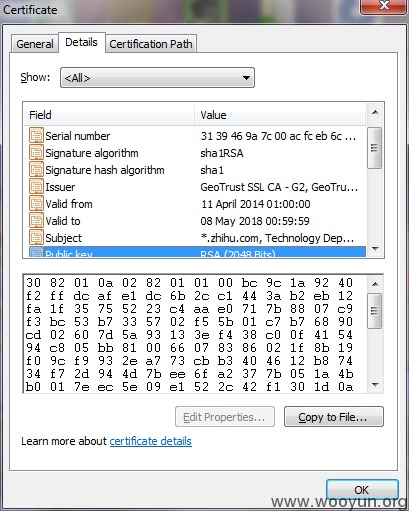 Certificate
General Details Certification Path
Show: <All>
Field Value
Serial number 31 39 46 9a 7c 00 ac fc eb 6c ...
Signature algorithm sha1RSA
Signature hash algorithm sha1
Issuer GeoTrust SSL CA - G2, GeoTru...
Valid from 11 April 2014 01:00:00
Valid to 08 May 2018 00:59:59
Subject *.zhihu.com, Technology Dep...
Public key RSA (2048 Bits)
30 82 01 0a 02 82 01 01 00 bc 9c 1a 92 40
f2 ff dc af e1 dc 6b 2c c1 44 3a b2 eb 12
fa 1f 35 75 52 23 c4 aa e0 71 7b 88 07 c9
f3 bc 53 b7 33 57 02 f5 5b 01 c7 b7 68 90
cd 02 60 7d 5a 93 13 3e f4 38 c0 0f 41 54
94 c8 05 bb 81 00 66 07 83 86 02 1f 8b 19
f0 9c f9 93 2e a7 73 cb b3 40 46 12 b8 74
34 f7 2d 94 4d 7b ee 6f a2 37 7b 05 1a 4b
b0 01 7e ec 5e 09 e1 52 2c 42 f1 30 1d 0a
Edit Properties... Copy to File...
Learn more about certificate details
OK
www.wooyun.org